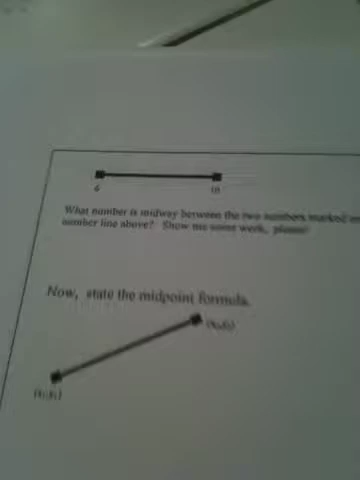 6 10
What number is midway between the two numbers marked on
number line above? Show me some work, please!
Now, state the midpoint formula.